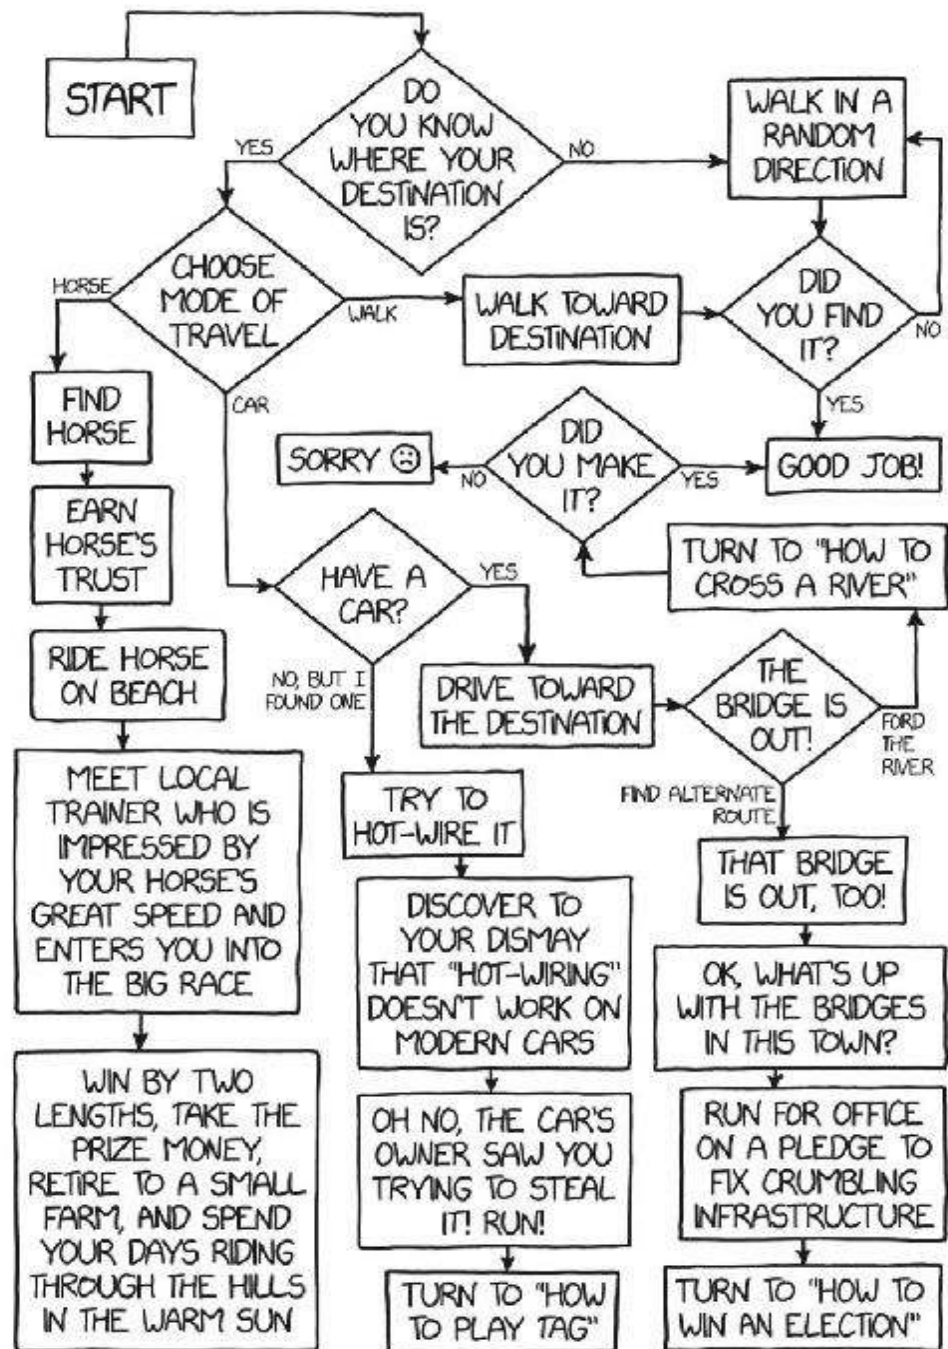 START
DO
YOU KNOW
WHERE YOUR
DESTINATION
IS?
YES
NO
WALK IN A
RANDOM
DIRECTION
CHOOSE
MODE OF
TRAVEL
HORSE
WALK
CAR
WALK TOWARD
DESTINATION
DID
YOU FIND
IT?
NO
YES
GOOD JOB!
FIND
HORSE
EARN
HORSE'S
TRUST
RIDE HORSE
ON BEACH
MEET LOCAL
TRAINER WHO IS
IMPRESSED BY
YOUR HORSE'S
GREAT SPEED AND
ENTERS YOU INTO
THE BIG RACE
WIN BY TWO
LENGTHS, TAKE THE
PRIZE MONEY,
RETIRE TO A SMALL
FARM, AND SPEND
YOUR DAYS RIDING
THROUGH THE HILLS
IN THE WARM SUN
SORRY ☹
NO
DID
YOU MAKE
IT?
YES
HAVE A
CAR?
YES
NO, BUT I
FOUND ONE
TRY TO
HOT-WIRE IT
DISCOVER TO
YOUR DISMAY
THAT "HOT-WIRING"
DOESN'T WORK ON
MODERN CARS
OH NO, THE CAR'S
OWNER SAW YOU
TRYING TO STEAL
IT! RUN!
TURN TO "HOW
TO PLAY TAG"
DRIVE TOWARD
THE DESTINATION
THE
BRIDGE IS
OUT!
FORD
THE
RIVER
TURN TO "HOW TO
CROSS A RIVER"
FIND ALTERNATE
ROUTE
THAT BRIDGE
IS OUT, TOO!
OK, WHAT'S UP
WITH THE BRIDGES
IN THIS TOWN?
RUN FOR OFFICE
ON A PLEDGE TO
FIX CRUMBLING
INFRASTRUCTURE
TURN TO "HOW TO
WIN AN ELECTION"